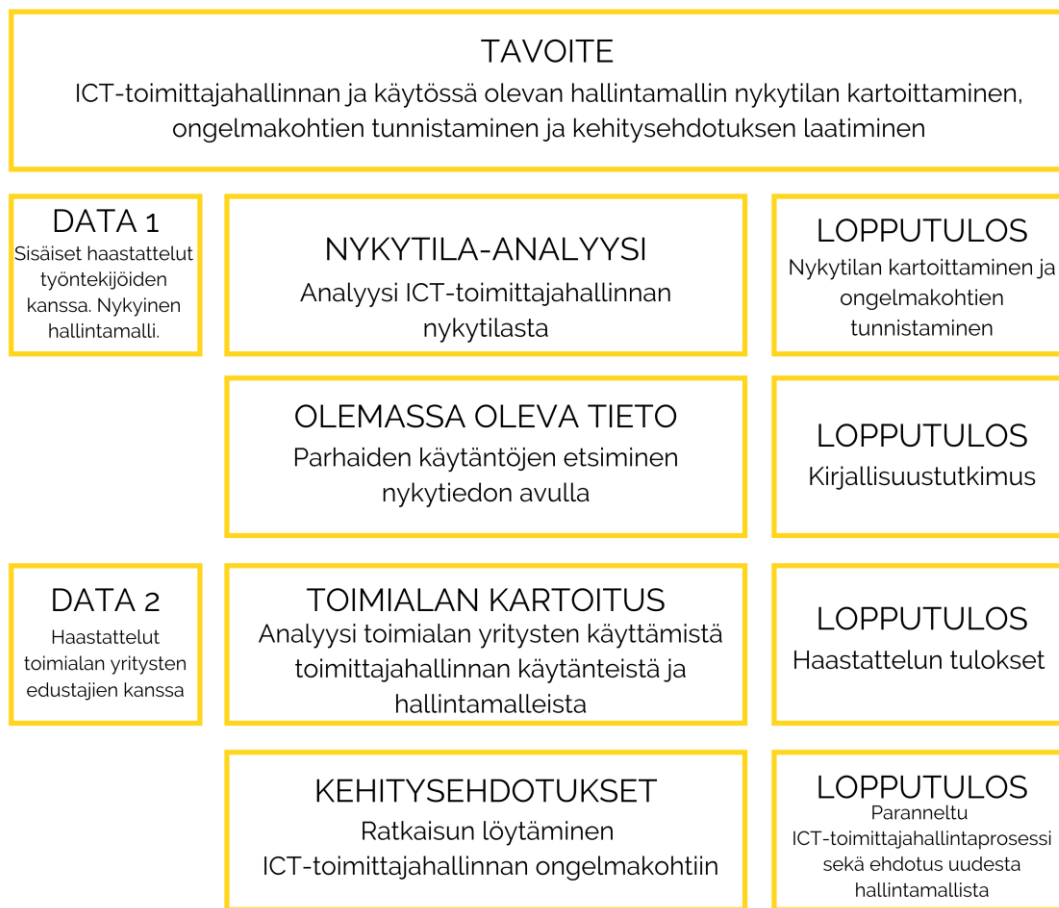 TAVOITE
ICT-toimittajahallinnan ja käytössä olevan hallintamallin nykytilan kartoittaminen,
ongelmakohtien tunnistaminen ja kehitysehdotuksen laatiminen
DATA 1
Sisäiset haastattelut
työntekijöiden
kanssa. Nykyinen
hallintamalli.
NYKYTILA-ANALYYSI
Analyysi ICT-toimittajahallinnan
nykytilasta
LOPPUTULOS
Nykytilan kartoittaminen ja
ongelmakohtien
tunnistaminen
OLEMASSA OLEVA TIETO
Parhaiden käytäntöjen etsiminen
nykytiedon avulla
LOPPUTULOS
Kirjallisuustutkimus
DATA 2
Haastattelut
toimialan yritysten
edustajien kanssa
TOIMIALAN KARTOITUS
Analyysi toimialan yritysten käyttämistä
toimittajahallinnan käytänteistä ja
hallintamalleista
LOPPUTULOS
Haastattelun tulokset
KEHITYSEHDOTUKSET
Ratkaisun löytäminen
ICT-toimittajahallinnan ongelmakohtiin
LOPPUTULOS
Paranneltu
ICT-toimittajahallintaprosessi
sekä ehdotus uudesta
hallintamallista